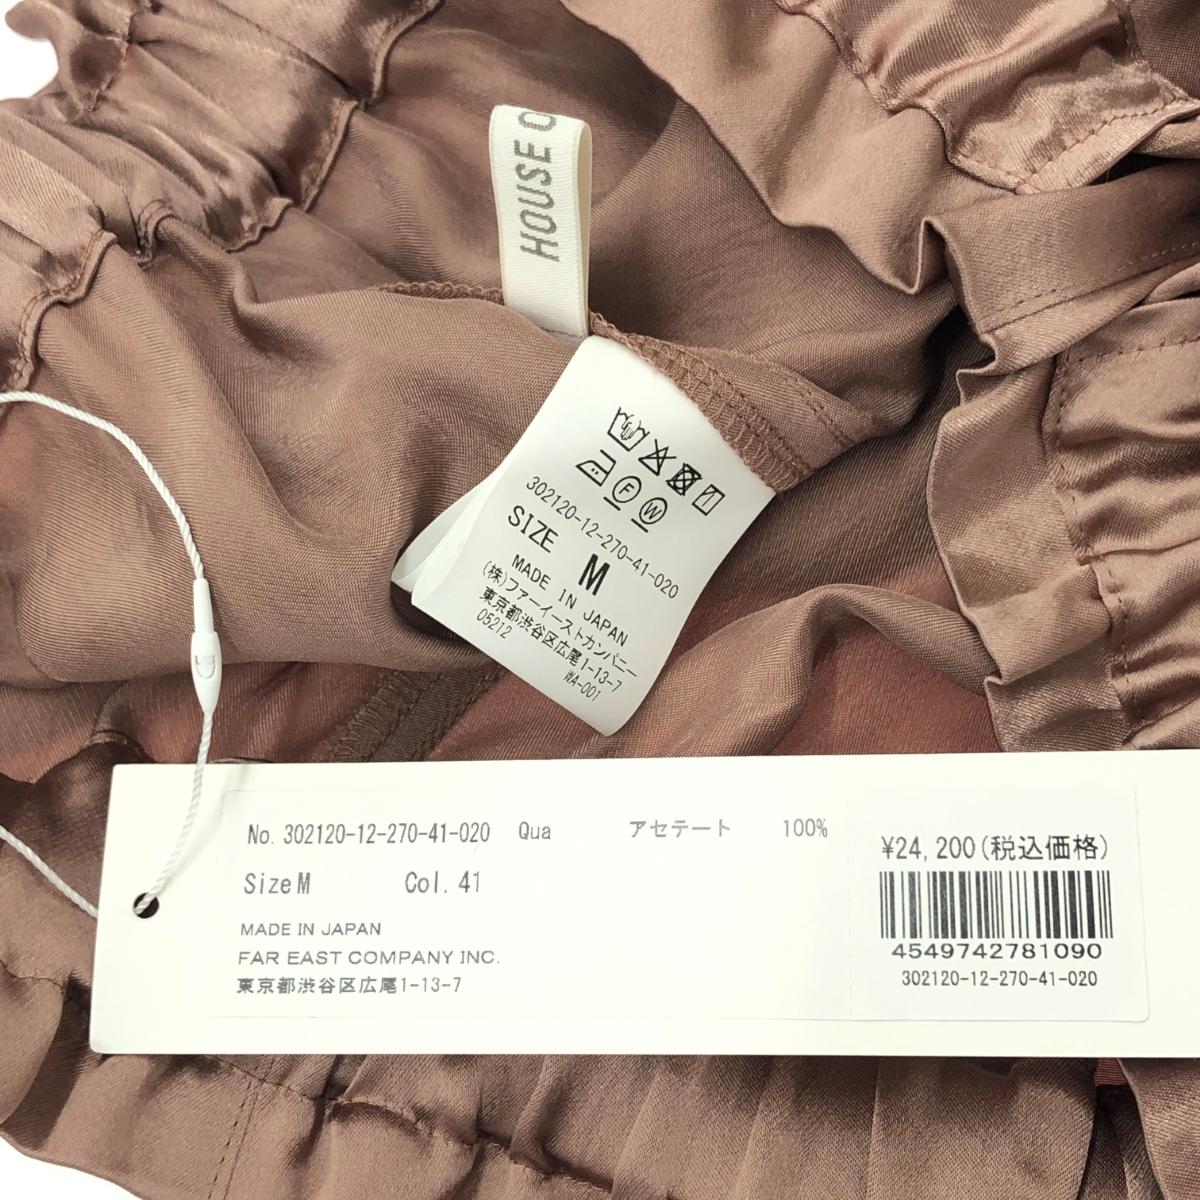 HOUSE O
302120-12-270-41-020
SIZE M
MADE IN JAPAN
(株)ファーイーストカンパニー
東京都渋谷区広尾1-13-7
05212 WA-001
No. 302120-12-270-41-020 Qua アセテート 100%
Size M Col. 41
MADE IN JAPAN
FAR EAST COMPANY INC.
東京都渋谷区広尾1-13-7
¥24,200(税込価格)
4549742781090
302120-12-270-41-020